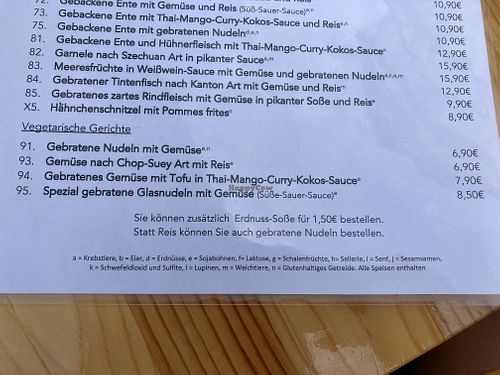 72. Gebackene Ente mit Gemüse und Reis (Süß-Sauer-Sauce) 10,90€
73. Gebackene Ente mit Thai-Mango-Curry-Kokos-Sauce und Reis 10,90€
75. Gebackene Ente mit gebratenen Nudeln 10,90€
81. Gebackene Ente und Hühnerfleisch mit Thai-Mango-Curry-Kokos-Sauce 10,90€
82. Garnele nach Szechuan Art in pikanter Sauce 12,90€
83. Meeresfrüchte in Weißwein-Sauce mit Gemüse und gebratenen Nudeln 15,90€
84. Gebratener Tintenfisch nach Kanton Art mit Gemüse und Reis 15,90€
85. Gebratenes zartes Rindfleisch mit Gemüse in pikanter Soße und Reis 12,90€
X5. Hähnchenschnitzel mit Pommes frites 9,90€
8,90€
Vegetarische Gerichte
91. Gebratene Nudeln mit Gemüse 6,90€
93. Gemüse nach Chop-Suey Art mit Reis 6,90€
94. Gebratenes Gemüse mit Tofu in Thai-Mango-Curry-Kokos-Sauce 7,90€
95. Spezial gebratene Glasnudeln mit Gemüse (Süße-Sauer-Sauce) 8,50€
HappyCow
Sie können zusätzlich Erdnuss-Soße für 1,50€ bestellen.
Statt Reis können Sie auch gebratene Nudeln bestellen.
a = Krebstiere, b = Eier, d = Erdnüsse, e = Sojabohnen, f= Laktose, g = Schalenfrüchte, h= Sellerie, i = Senf, j = Sesamsamen,
k = Schwefeldioxid und Sulfite, l = Lupinen, m = Weichtiere, n = Glutenhaltiges Getreide. Alle Speisen enthalten